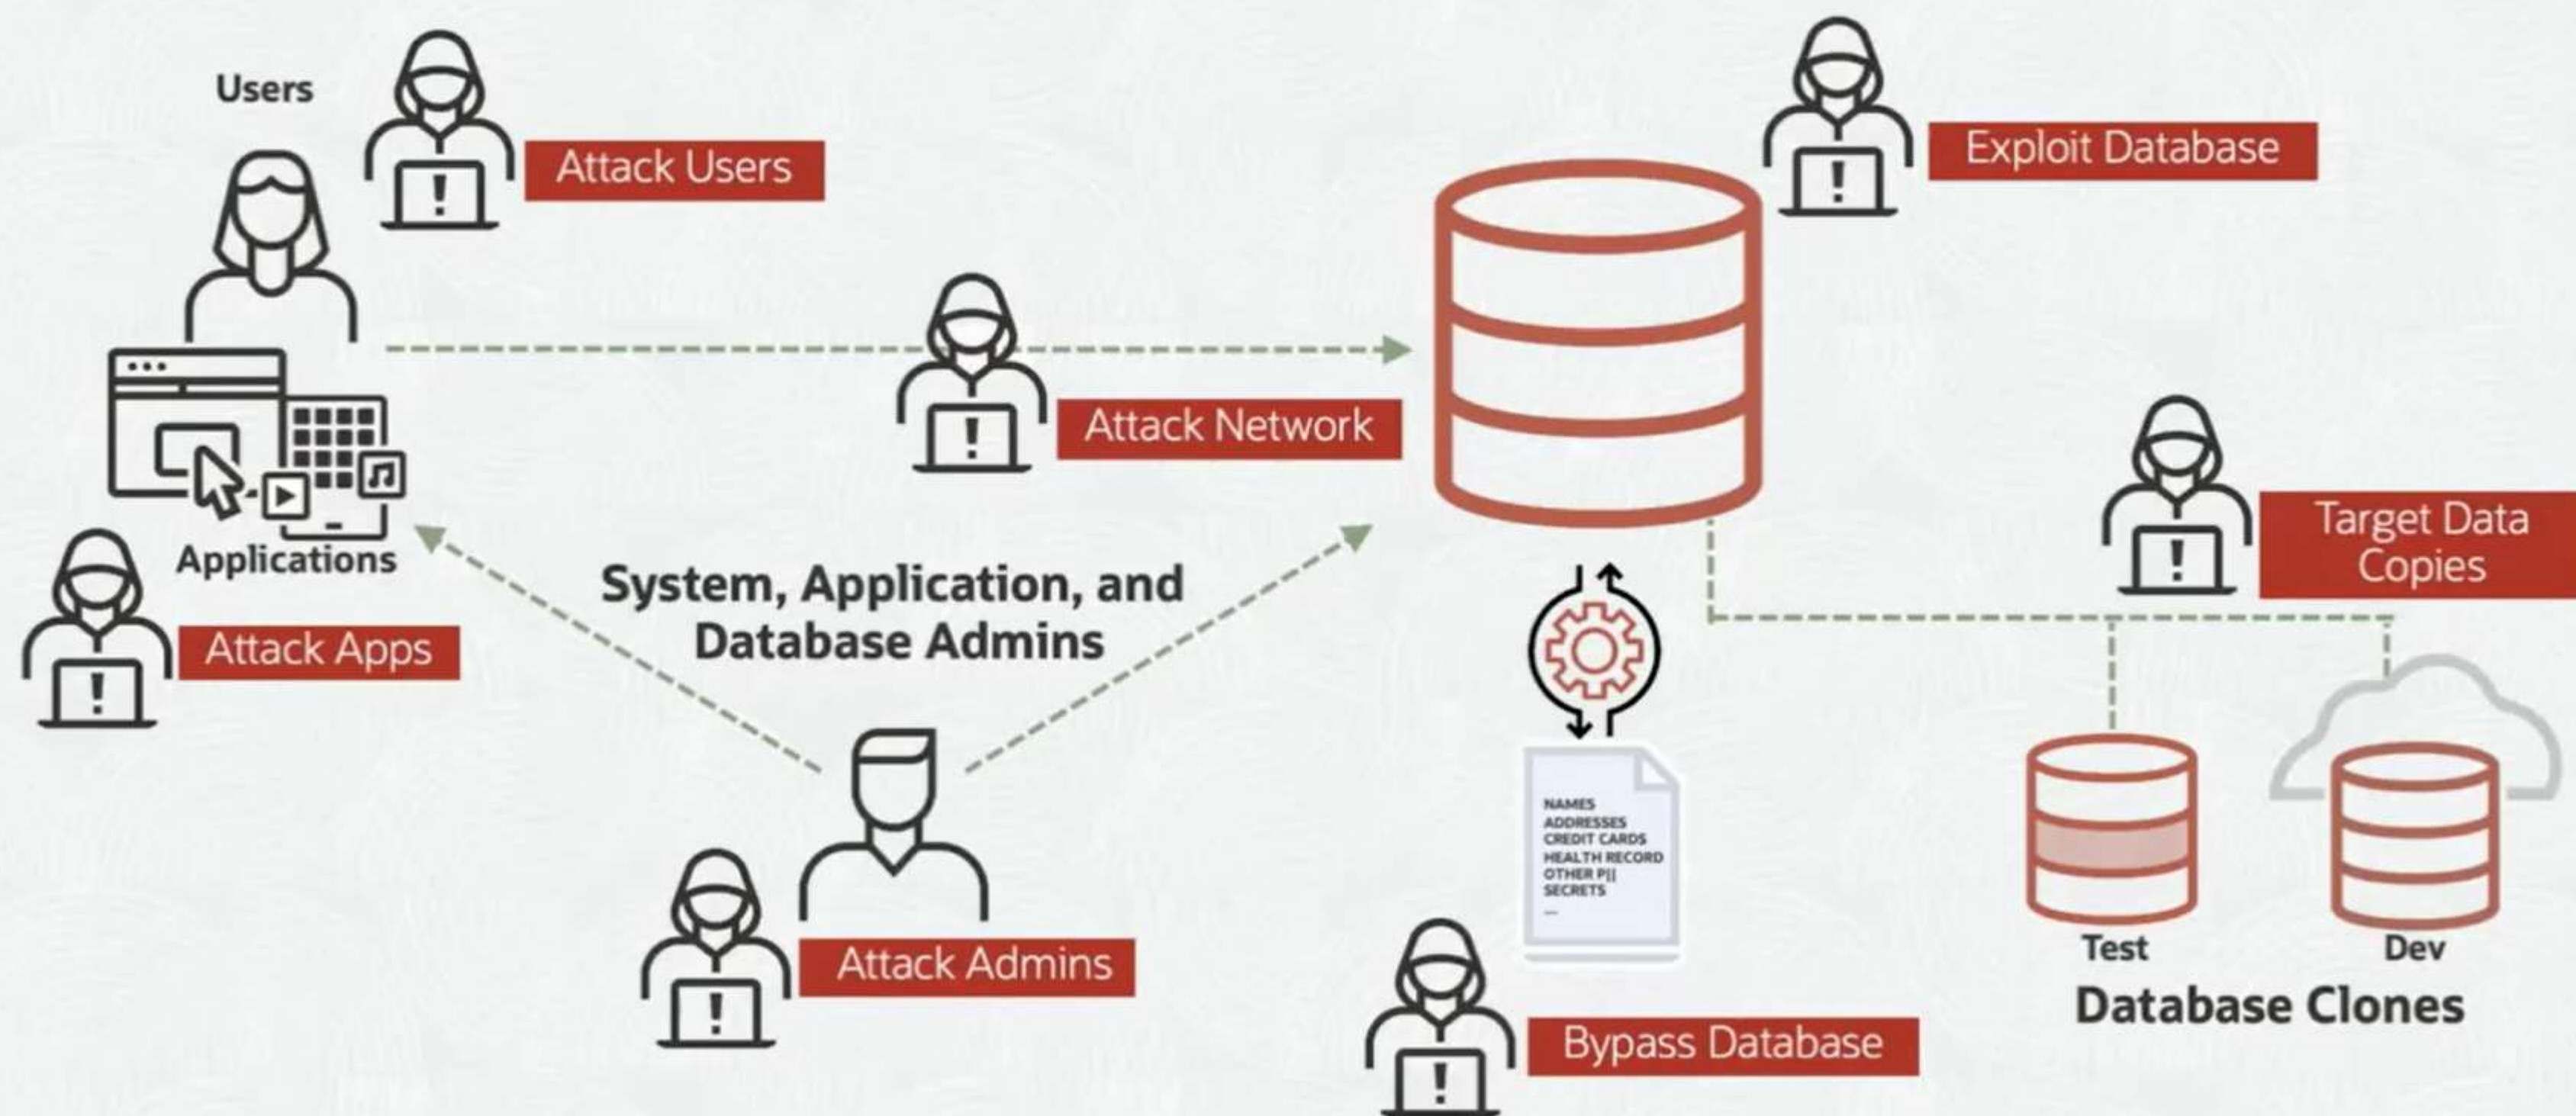 Users
Attack Users
Exploit Database
Attack Network
Target Data
Copies
Applications
System, Application, and
Database Admins
Attack Apps
NAMES
ADDRESSES
CREDIT CARDS
HEALTH RECORD
OTHER PII
SECRETS
...
Attack Admins
Test
Dev
Database Clones
Bypass Database